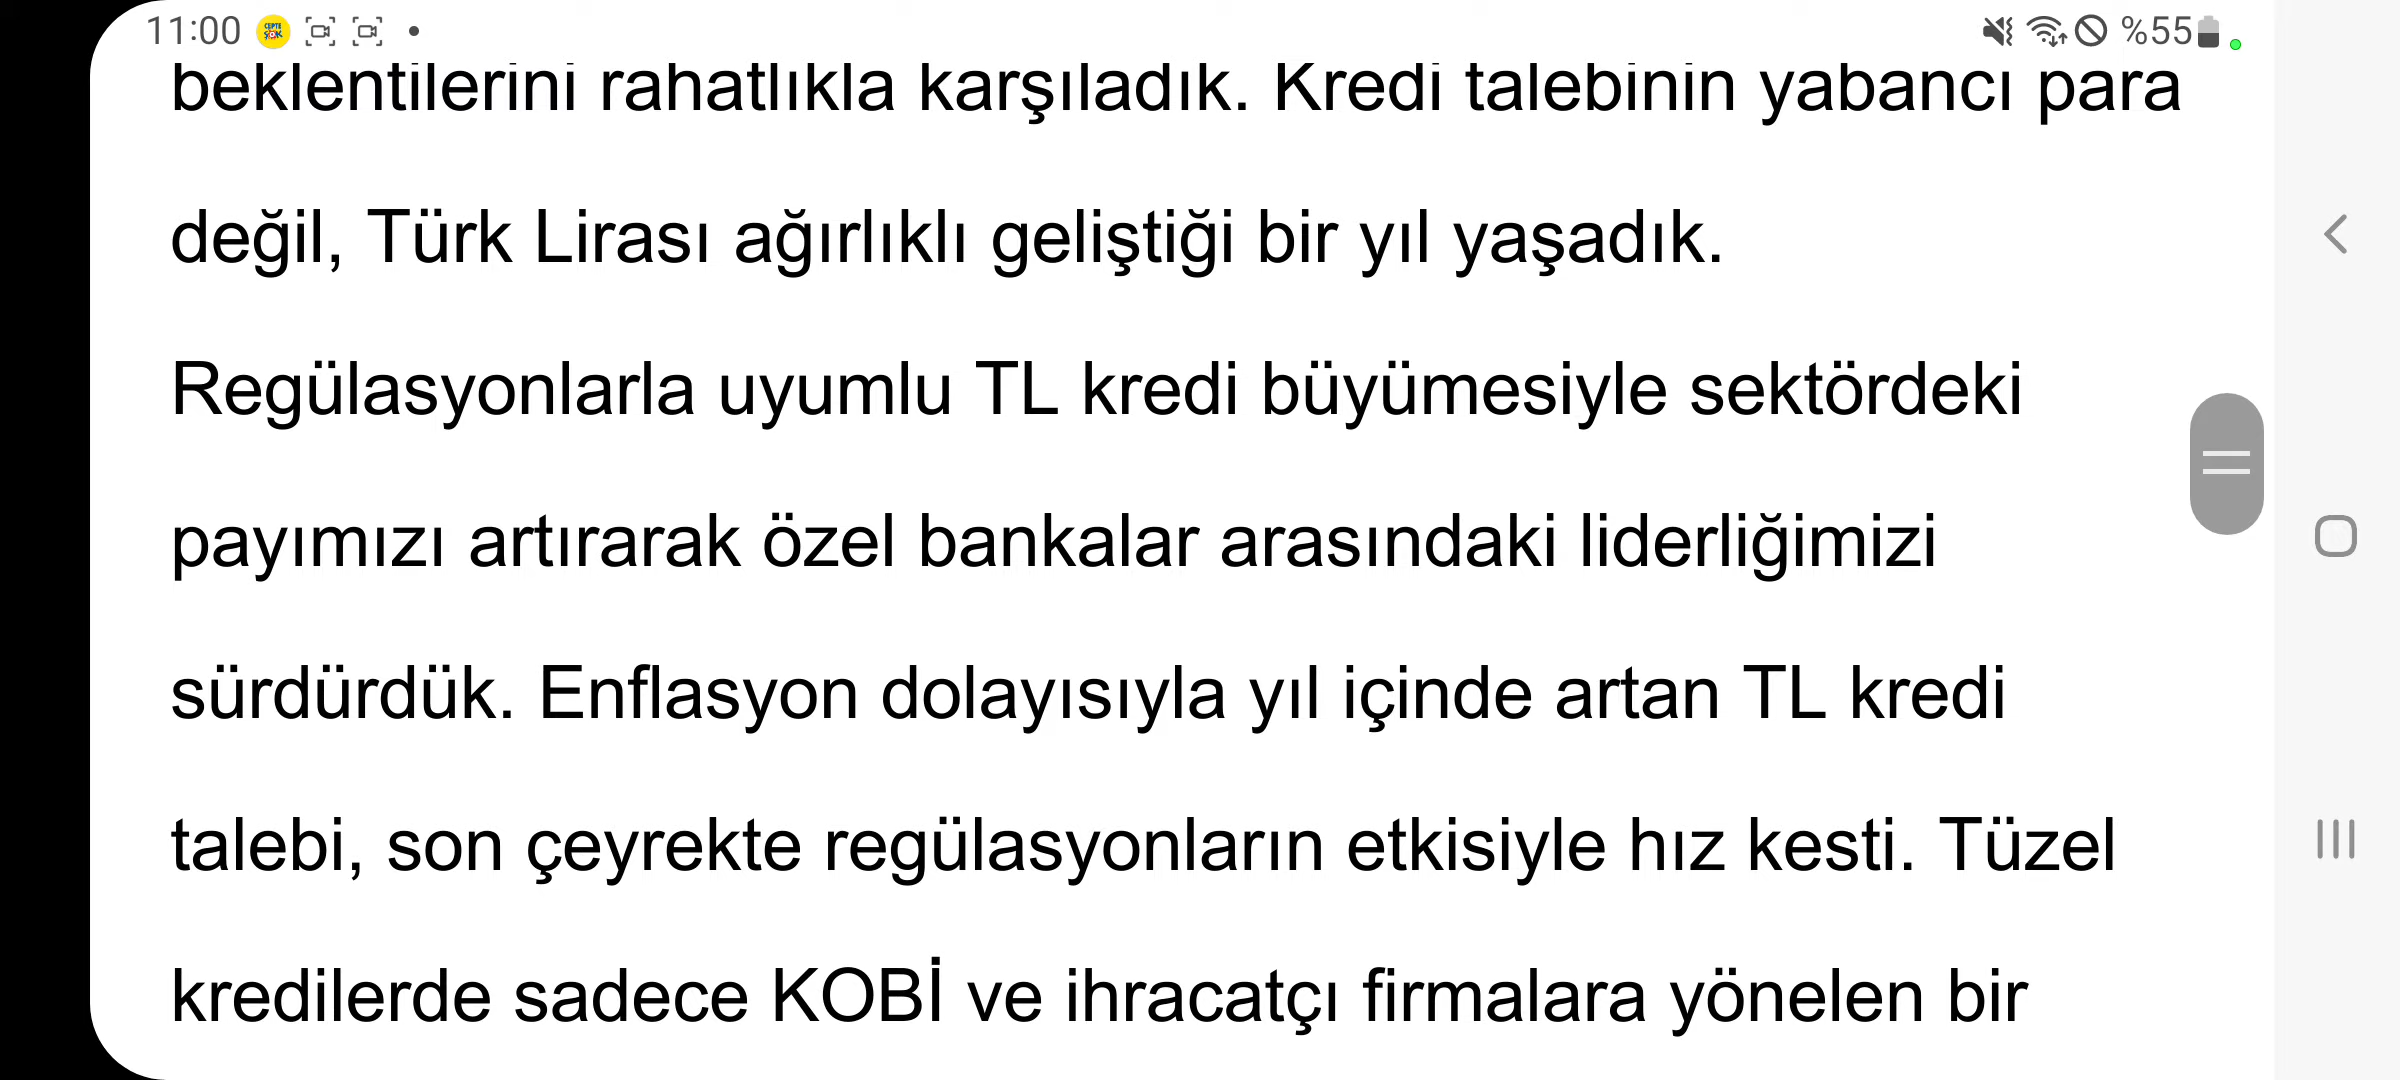 11:00
%55
beklentilerini rahatlıkla karşıladık. Kredi talebinin yabancı para
değil, Türk Lirası ağırlıklı geliştiği bir yıl yaşadık.
Regülasyonlarla uyumlu TL kredi büyümesiyle sektördeki
payımızı artırarak özel bankalar arasındaki liderliğimizi
sürdürdük. Enflasyon dolayısıyla yıl içinde artan TL kredi
talebi, son çeyrekte regülasyonların etkisiyle hız kesti. Tüzel
kredilerde sadece KOBİ ve ihracatçı firmalara yönelen bir